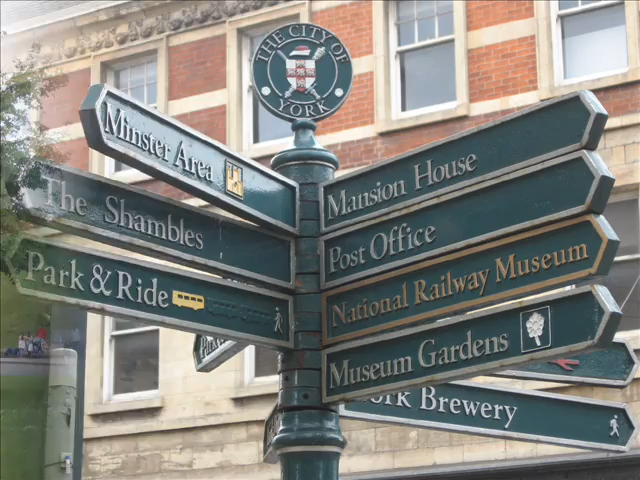 THE CITY OF
YORK
Minster Area
The Shambles
Park & Ride
Mansion House
Post Office
National Railway Museum
Museum Gardens
Brewery